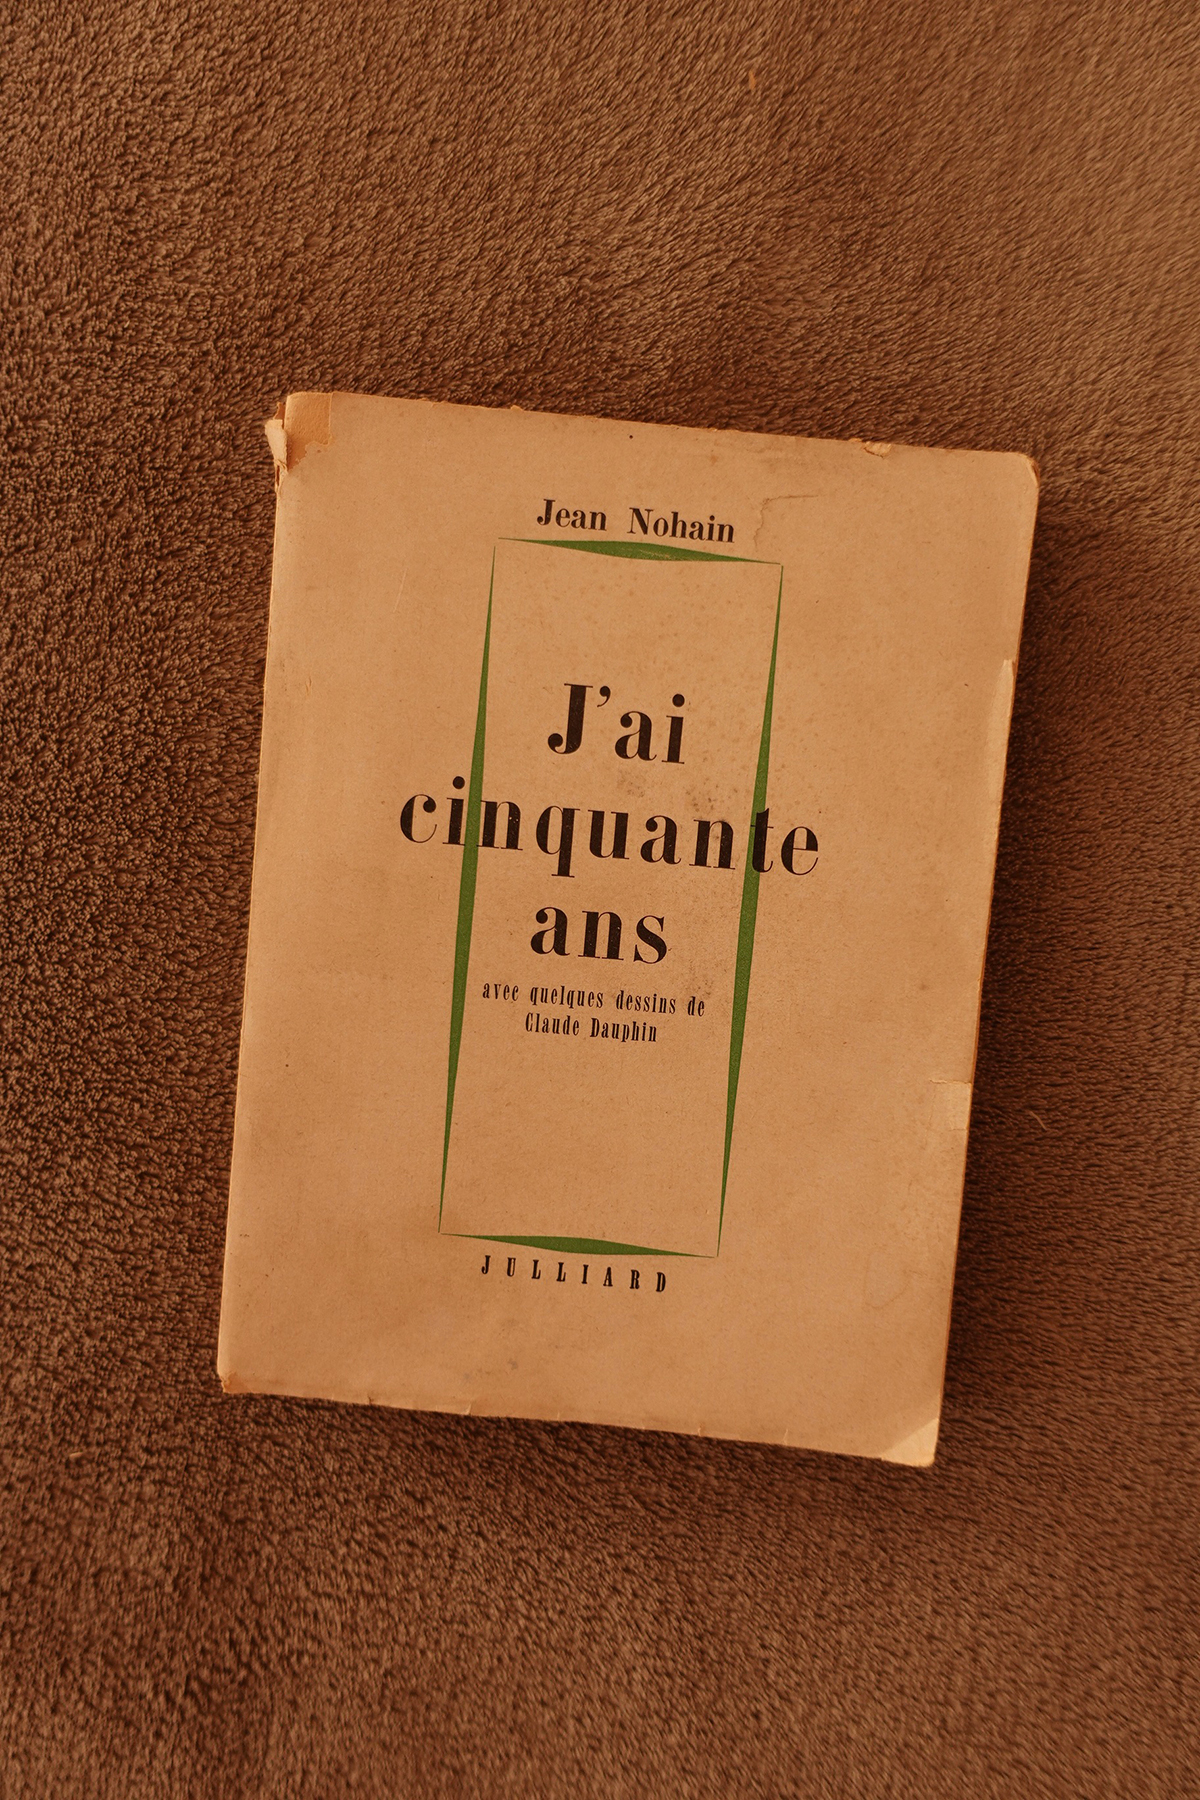 Jean Nohain
J'ai
cinquante
ans
avec quelques dessins de
Claude Dauphin
JULLIARD